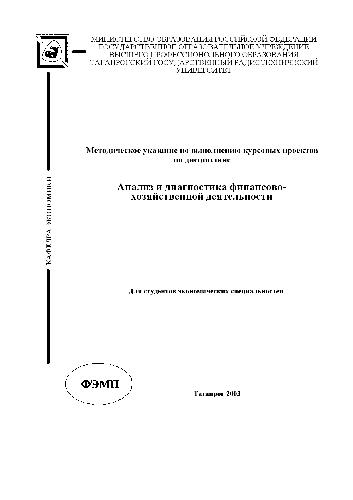 МИНИСТЕРСТВО ОБРАЗОВАНИЯ РОССИЙСКОЙ ФЕДЕРАЦИИ
ГОСУДАРСТВЕННОЕ ОБРАЗОВАТЕЛЬНОЕ УЧРЕЖДЕНИЕ
ВЫСШЕГО ПРОФЕССИОНАЛЬНОГО ОБРАЗОВАНИЯ
ТАГАНРОГСКИЙ ГОСУДАРСТВЕННЫЙ РАДИОТЕХНИЧЕСКИЙ
УНИВЕРСИТЕТ
Методическое указание по выполнению курсовых проектов
по дисциплине
Анализ и диагностика финансово-
хозяйственной деятельности
КАФЕДРА ЭКОНОМИКИ
Для студентов экономических специальностей
ФЭМП
Таганрог 2003